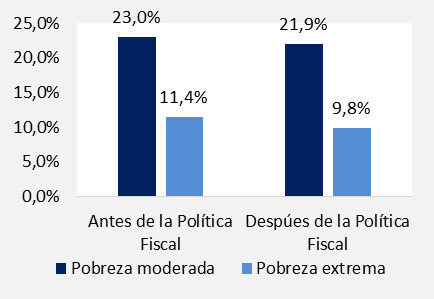 25,0%
20,0%
15,0%
10,0%
5,0%
0,0%
23,0%
11,4%
21,9%
9,8%
Antes de la Política
Fiscal
Despúes de la Política
Fiscal
Pobreza moderada
Pobreza extrema